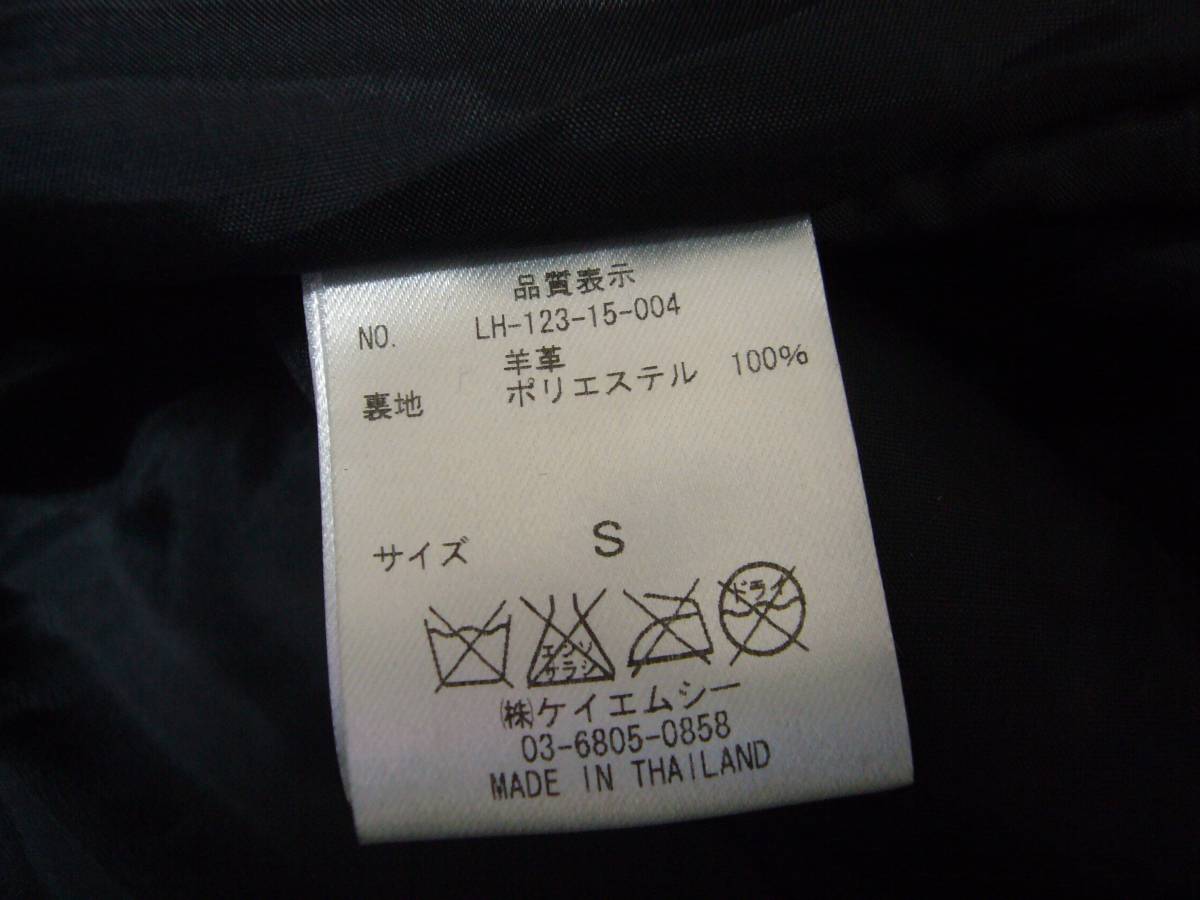 品質表示
NO. LH-123-15-004
羊革
裏地 ポリエステル 100%
サイズ S
エンソ
サラシ
ドライ
㈱ケイエムシー
03-6805-0858
MADE IN THAILAND